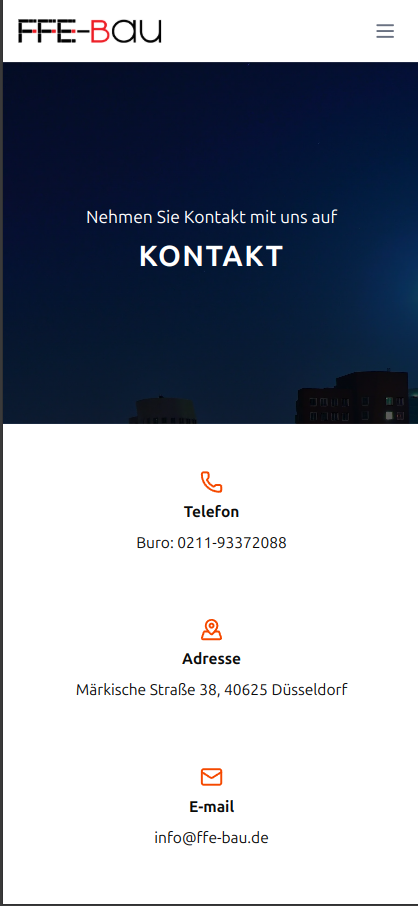 FFE-Bau
Nehmen Sie Kontakt mit uns auf
KONTAKT
Telefon
Buro: 0211-93372088
Adresse
Märkische Straße 38, 40625 Düsseldorf
E-mail
info@ffe-bau.de